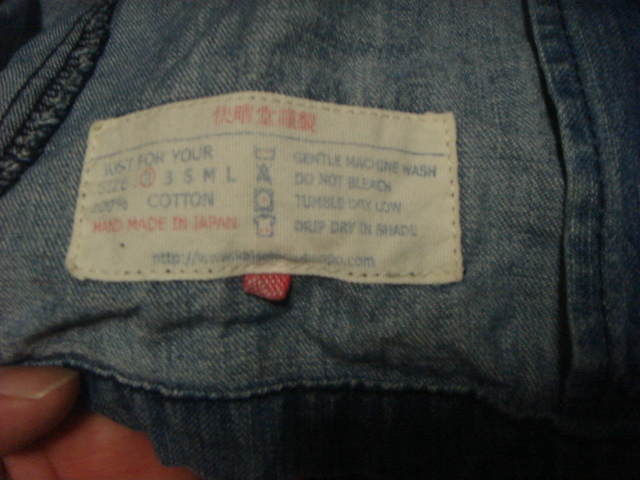 快晴堂謹製
JUST FOR YOUR
SIZE : ② 3 S M L
100% COTTON
HAND MADE IN JAPAN
GENTLE MACHINE WASH
DO NOT BLEACH
TUMBLE DRY LOW
DRIP DRY IN SHADE